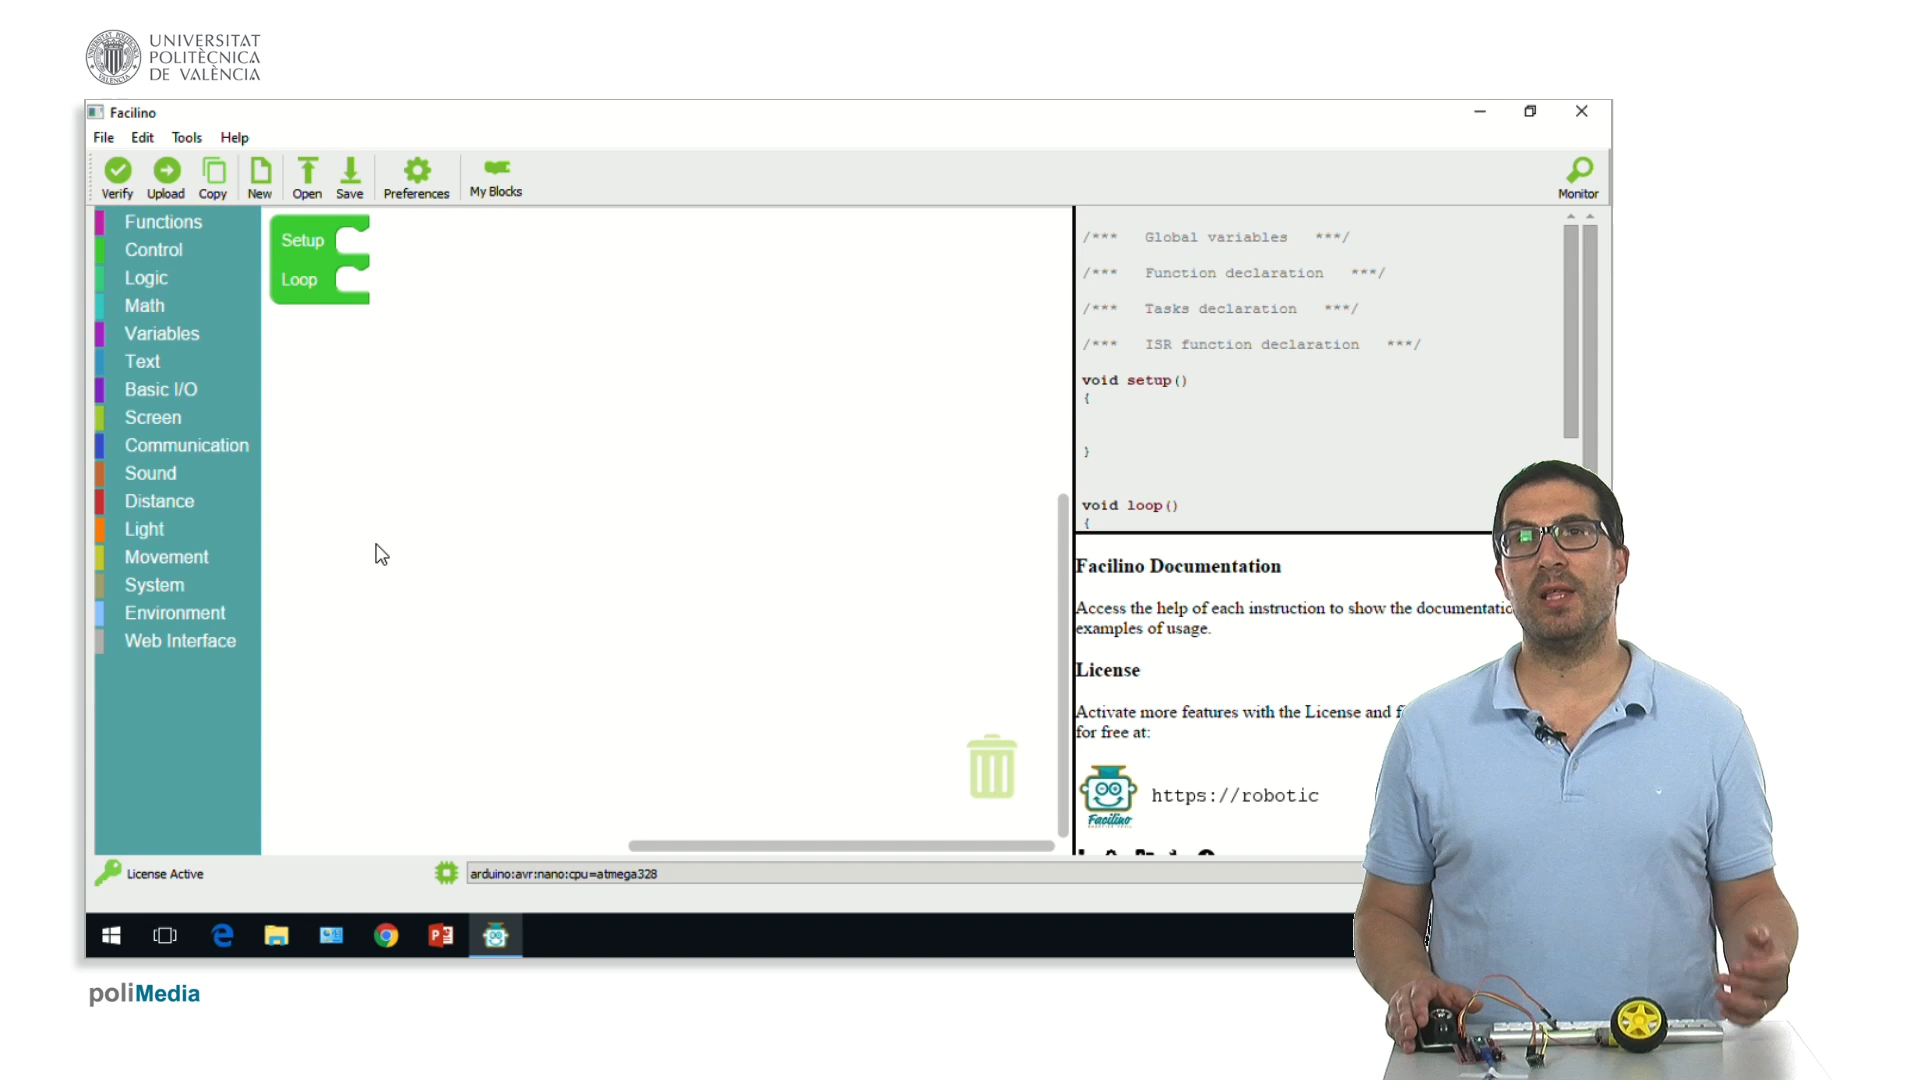 UNIVERSITAT
POLITÈCNICA
DE VALÈNCIA
Facilino
File Edit Tools Help
Verify Upload Copy New Open Save Preferences My Blocks Monitor
Functions
Control
Logic
Math
Variables
Text
Basic I/O
Screen
Communication
Sound
Distance
Light
Movement
System
Environment
Web Interface
Setup
Loop
/*** Global variables ***/
/*** Function declaration ***/
/*** Tasks declaration ***/
/*** ISR function declaration ***/
void setup()
{
}
void loop()
{
Facilino Documentation
Access the help of each instruction to show the
examples of usage.
License
Activate more features with the License and
for free at:
Facilino
https://robotic
License Active
arduino:avr:nano:cpu=atmega328
poliMedia